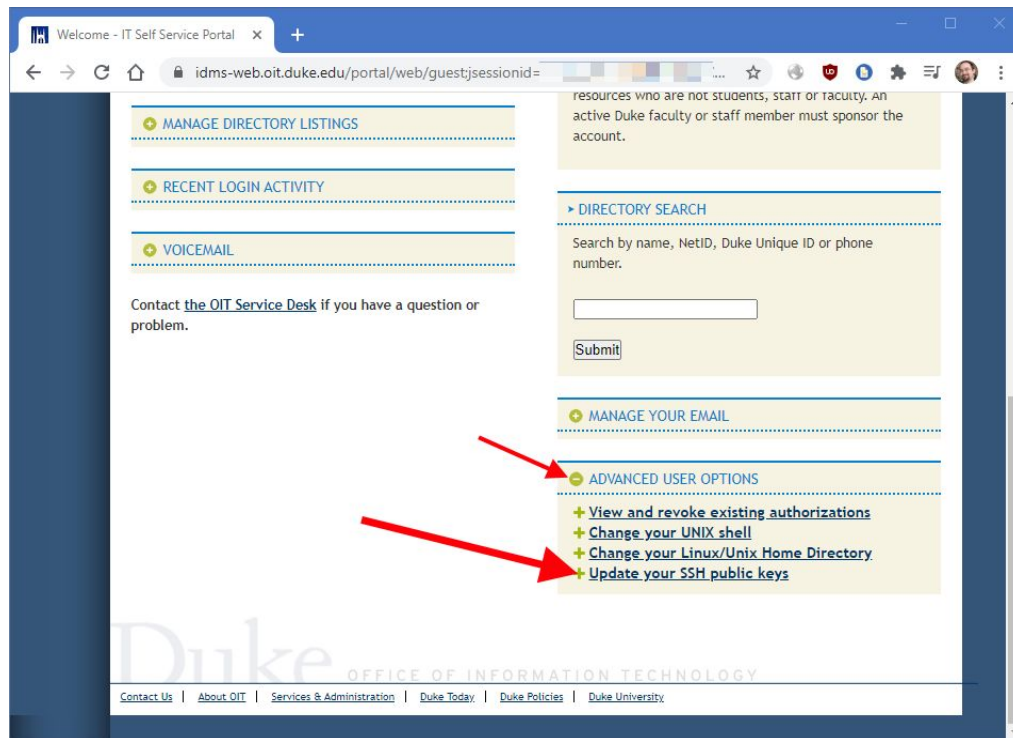 Welcome - IT Self Service Portal
idms-web.oit.duke.edu/portal/web/guest;jsessionid=
MANAGE DIRECTORY LISTINGS
RECENT LOGIN ACTIVITY
VOICEMAIL
Contact the OIT Service Desk if you have a question or
problem.
resources who are not students, staff or faculty. An
active Duke faculty or staff member must sponsor the
account.
DIRECTORY SEARCH
Search by name, NetID, Duke Unique ID or phone
number.
Submit
MANAGE YOUR EMAIL
ADVANCED USER OPTIONS
View and revoke existing authorizations
Change your UNIX shell
Change your Linux/Unix Home Directory
Update your SSH public keys
Duke OFFICE OF INFORMATION TECHNOLOGY
Contact Us | About OIT | Services & Administration | Duke Today | Duke Policies | Duke University